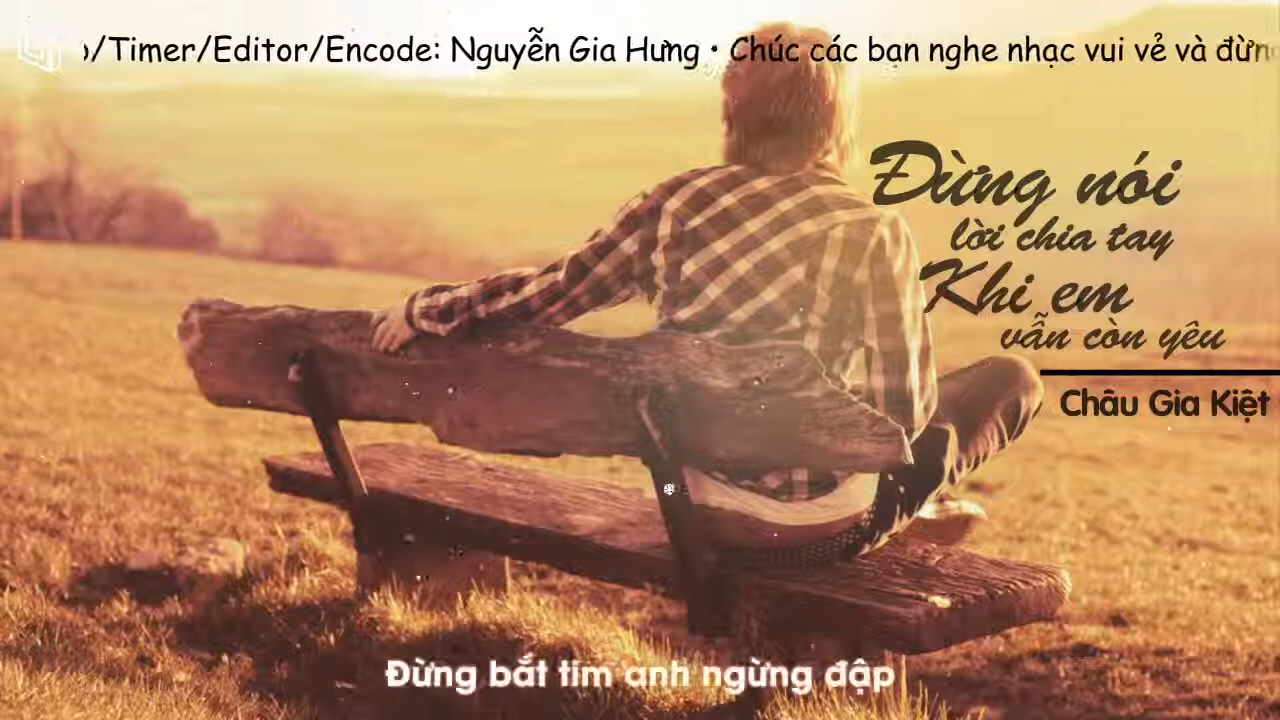 /Timer/Editor/Encode: Nguyễn Gia Hưng • Chúc các bạn nghe nhạc vui vẻ và đừng
Đừng nói
lời chia tay
Khi em
vẫn còn yêu
Châu Gia Kiệt
Đừng bắt tim anh ngừng đập